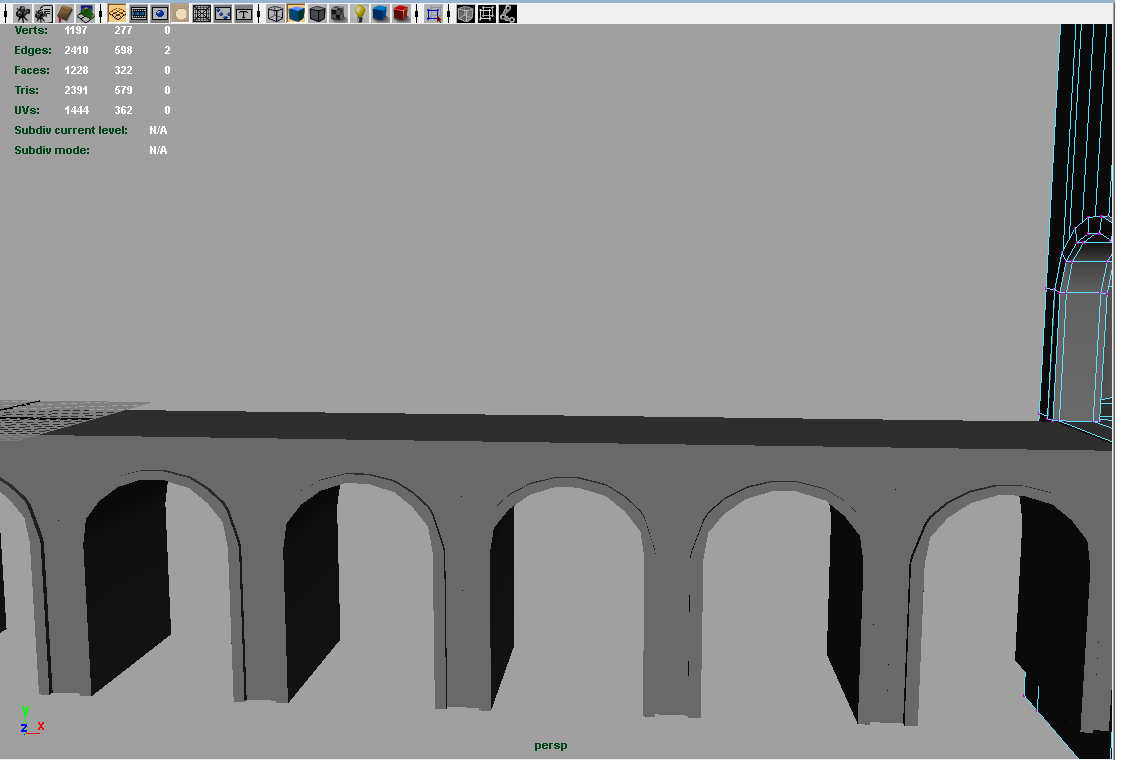 Verts: 1197 277 0
Edges: 2410 598 2
Faces: 1228 322 0
Tris: 2391 579 0
UVs: 1444 362 0
Subdiv current level: N/A
Subdiv mode: N/A
Y
Z X
persp